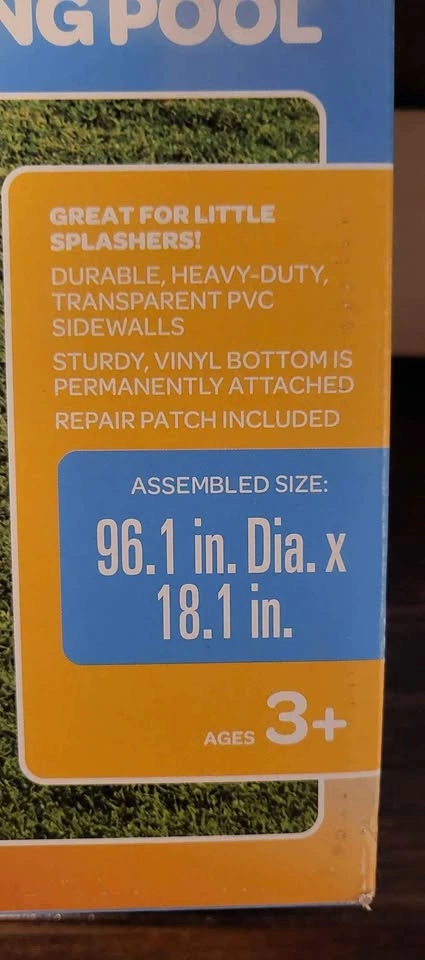 NG POOL
GREAT FOR LITTLE
SPLASHERS!
DURABLE, HEAVY-DUTY,
TRANSPARENT PVC
SIDEWALLS
STURDY, VINYL BOTTOM IS
PERMANENTLY ATTACHED
REPAIR PATCH INCLUDED
ASSEMBLED SIZE:
96.1 in. Dia. x
18.1 in.
AGES 3+